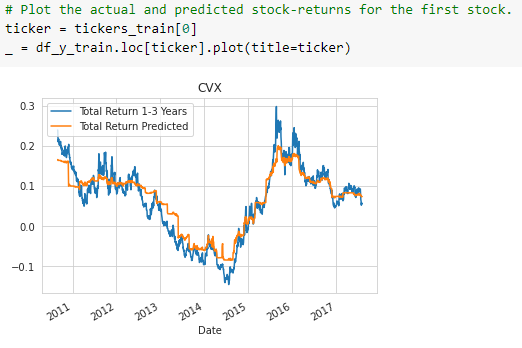 # Plot the actual and predicted stock-returns for the first stock.
ticker = tickers_train[0]
_ = df_y_train.loc[ticker].plot(title=ticker)
CVX
Total Return 1-3 Years
Total Return Predicted
0.3
0.2
0.1
0.0
−0.1
2011 2012 2013 2014 2015 2016 2017
Date